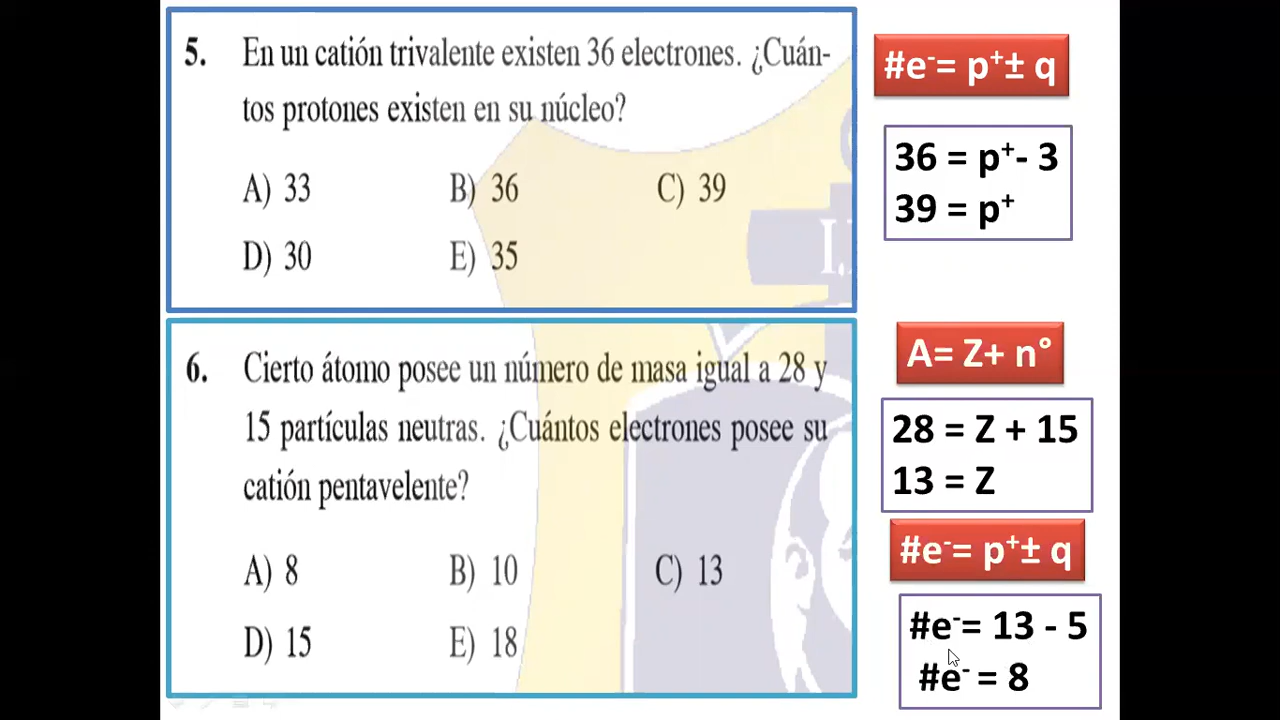 5. En un catión trivalente existen 36 electrones. ¿Cuán-
tos protones existen en su núcleo?
A) 33 B) 36 C) 39
D) 30 E) 35
#e⁻= p⁺± q
36 = p⁺- 3
39 = p⁺
6. Cierto átomo posee un número de masa igual a 28 y
15 partículas neutras. ¿Cuántos electrones posee su
catión pentavelente?
A) 8 B) 10 C) 13
D) 15 E) 18
A= Z+ n°
28 = Z + 15
13 = Z
#e⁻= p⁺± q
#e⁻= 13 - 5
#e⁻ = 8